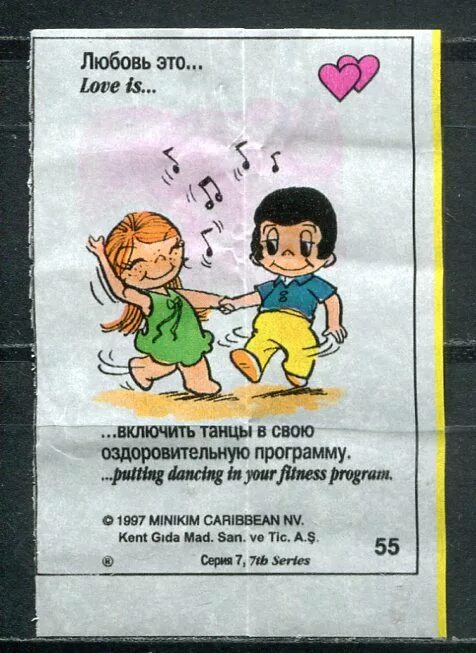 Любовь это...
Love is...
...включить танцы в свою
оздоровительную программу.
...putting dancing in your fitness program.
© 1997 MINIKIM CARIBBEAN NV.
Kent Gıda Mad. San. ve Tic. A.Ş.
55
® Серия 7, 7th Series